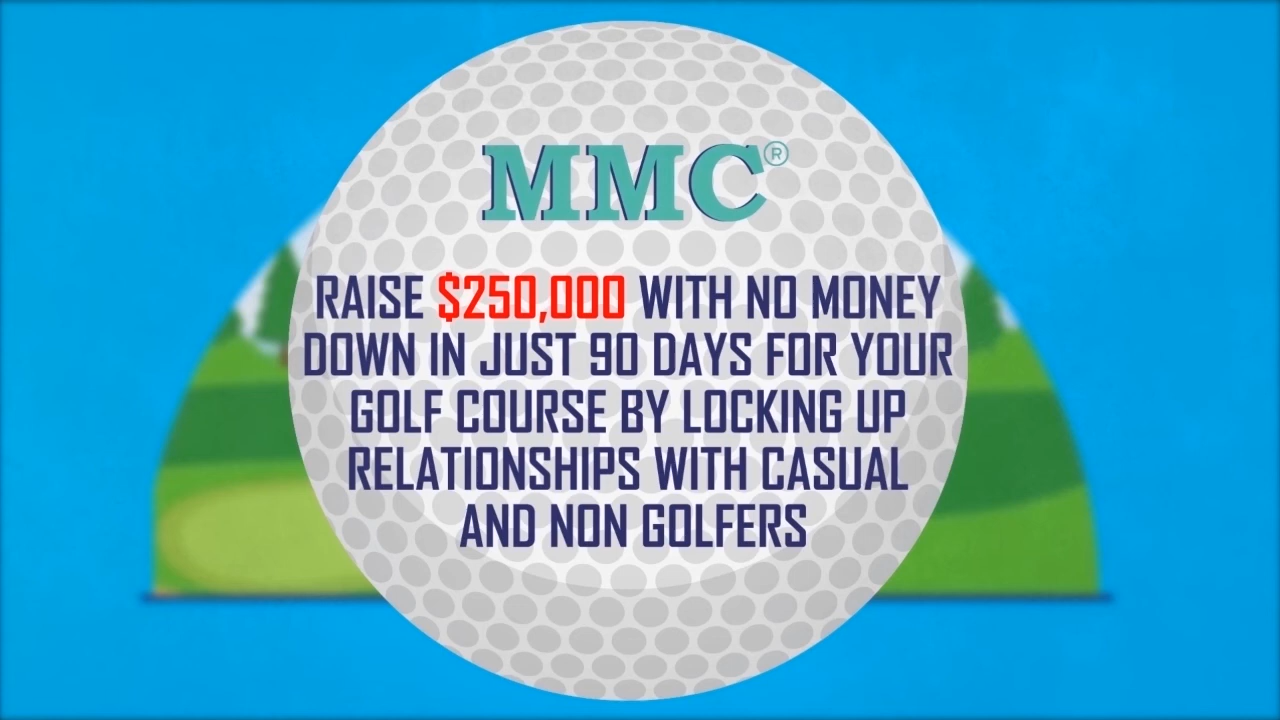 MMC®
RAISE $250,000 WITH NO MONEY
DOWN IN JUST 90 DAYS FOR YOUR
GOLF COURSE BY LOCKING UP
RELATIONSHIPS WITH CASUAL
AND NON GOLFERS